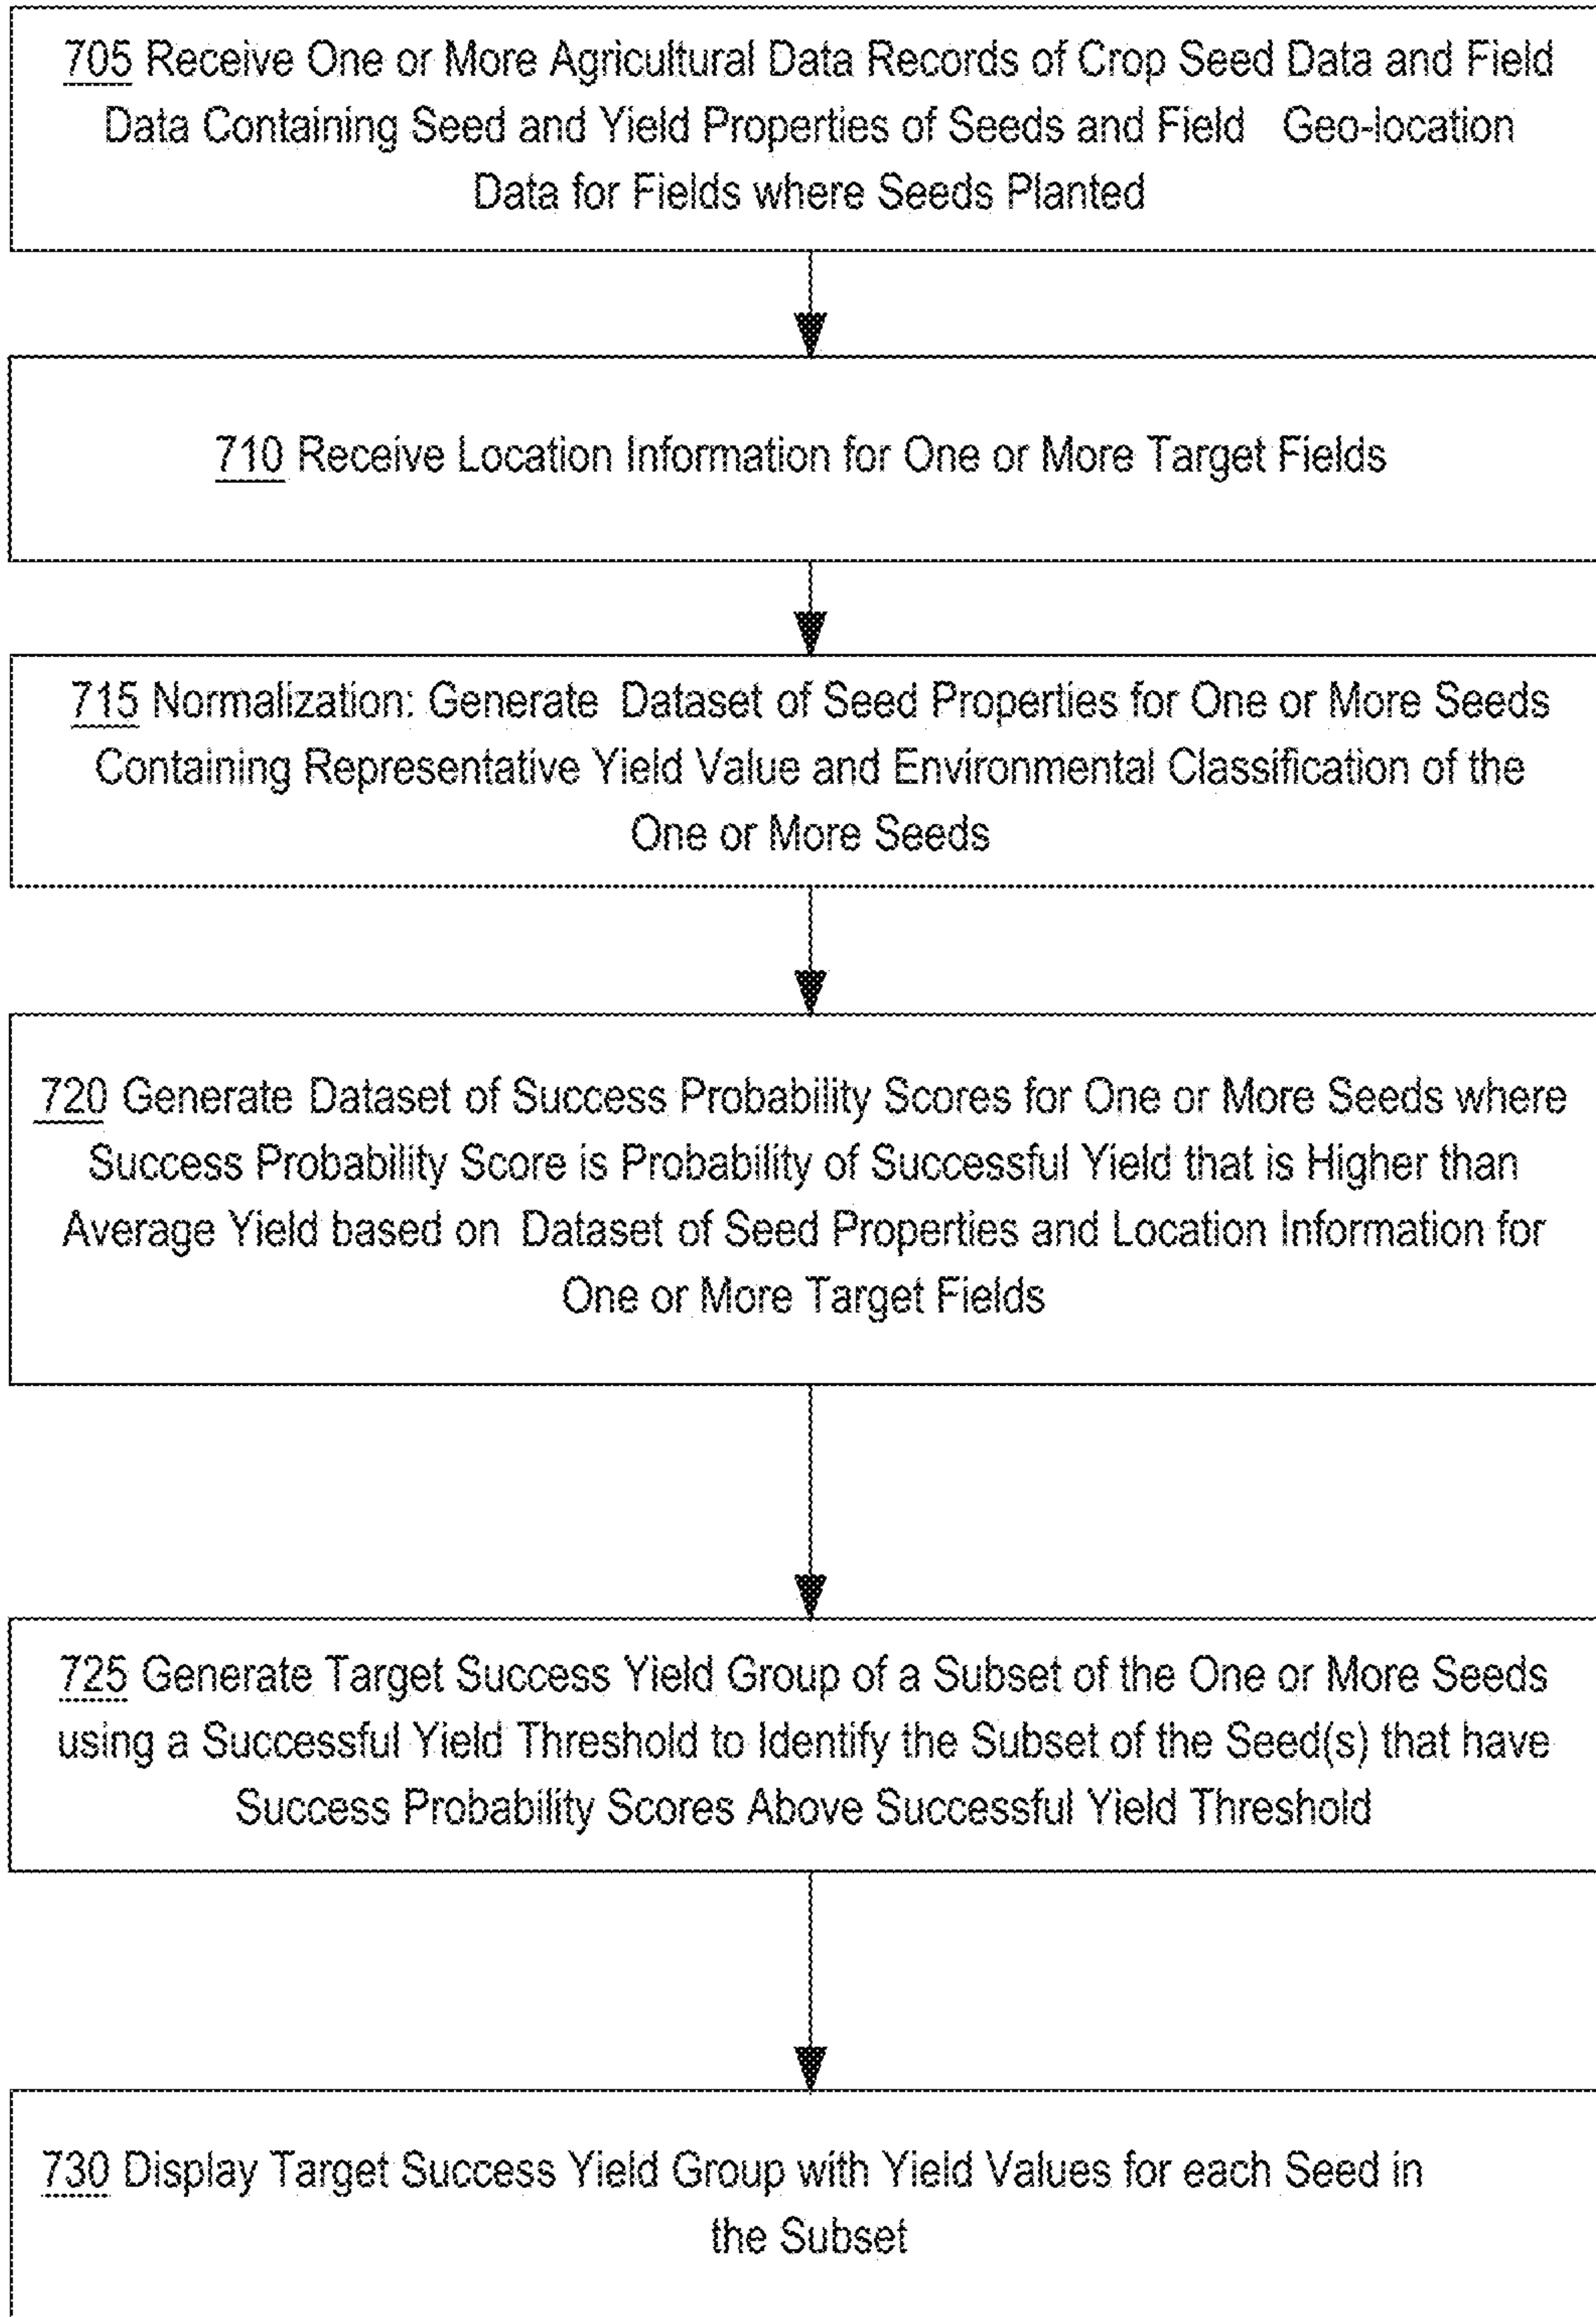 705 Receive One or More Agricultural Data Records of Crop Seed Data and Field
Data Containing Seed and Yield Properties of Seeds and Field Geo-location
Data for Fields where Seeds Planted
710 Receive Location Information for One or More Target Fields
715 Normalization: Generate Dataset of Seed Properties for One or More Seeds
Containing Representative Yield Value and Environmental Classification of the
One or More Seeds
720 Generate Dataset of Success Probability Scores for One or More Seeds where
Success Probability Score is Probability of Successful Yield that is Higher than
Average Yield based on Dataset of Seed Properties and Location Information for
One or More Target Fields
725 Generate Target Success Yield Group of a Subset of the One or More Seeds
using a Successful Yield Threshold to Identify the Subset of the Seed(s) that have
Success Probability Scores Above Successful Yield Threshold
730 Display Target Success Yield Group with Yield Values for each Seed in
the Subset